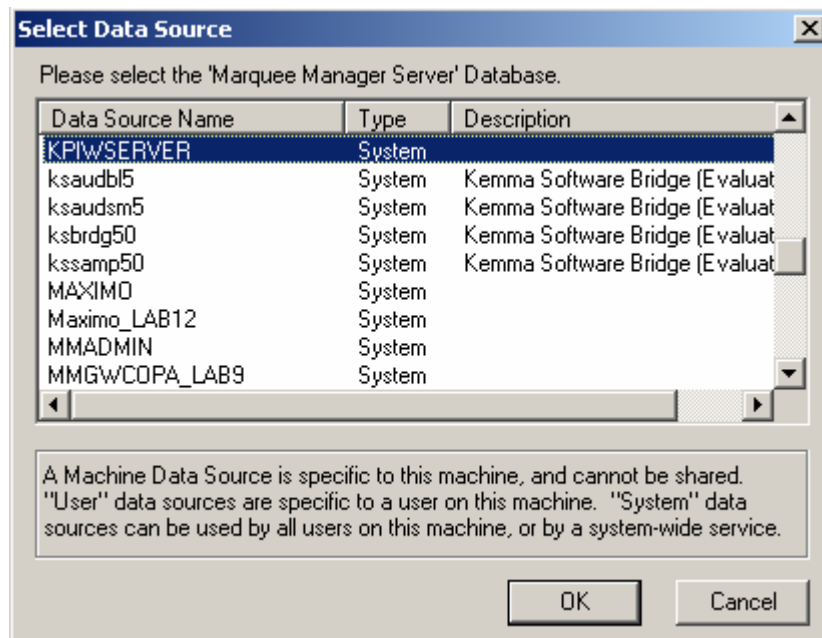 Select Data Source
Please select the 'Marquee Manager Server' Database.
Data Source Name Type Description
KPIWSERVER System
ksaudbl5 System Kemma Software Bridge (Evaluat
ksaudsm5 System Kemma Software Bridge (Evaluat
ksbrdg50 System Kemma Software Bridge (Evaluat
kssamp50 System Kemma Software Bridge (Evaluat
MAXIMO System
Maximo_LAB12 System
MMADMIN System
MMGWCOPA_LAB9 System
A Machine Data Source is specific to this machine, and cannot be shared.
"User" data sources are specific to a user on this machine. "System" data
sources can be used by all users on this machine, or by a system-wide service.
OK Cancel